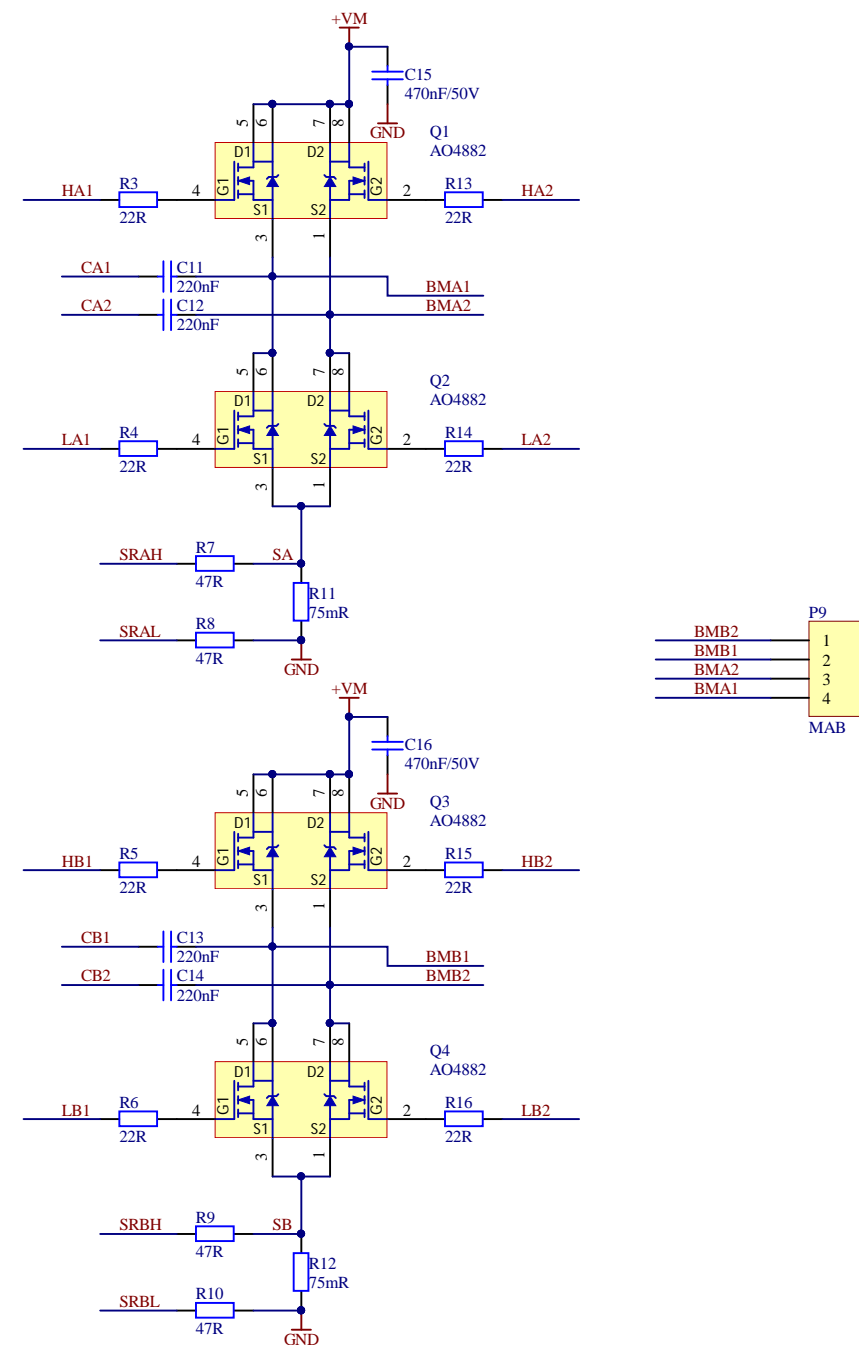 +VM
C15
470nF/50V
GND
5
6
7
8
Q1
AO4882
D1
D2
G1
G2
S1
S2
HA1
R3
22R
4
2
R13
22R
HA2
3
1
CA1
C11
220nF
BMA1
CA2
C12
220nF
BMA2
5
6
7
8
Q2
AO4882
D1
D2
G1
G2
S1
S2
LA1
R4
22R
4
2
R14
22R
LA2
3
1
SRAH
R7
47R
SA
R11
75mR
SRAL
R8
47R
GND
P9
BMB2
1
BMB1
2
BMA2
3
BMA1
4
MAB
+VM
C16
470nF/50V
GND
5
6
7
8
Q3
AO4882
D1
D2
G1
G2
S1
S2
HB1
R5
22R
4
2
R15
22R
HB2
3
1
CB1
C13
220nF
BMB1
CB2
C14
220nF
BMB2
5
6
7
8
Q4
AO4882
D1
D2
G1
G2
S1
S2
LB1
R6
22R
4
2
R16
22R
LB2
3
1
SRBH
R9
47R
SB
R12
75mR
SRBL
R10
47R
GND